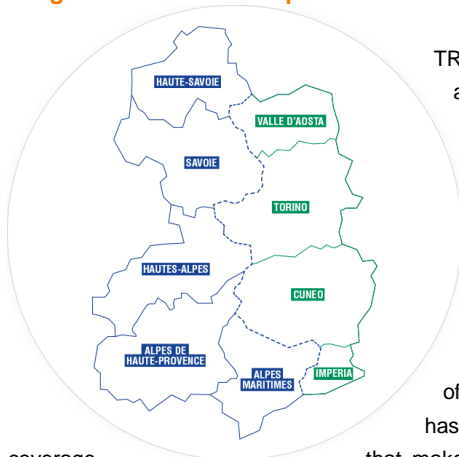 TR
a
HAUTE-SAVOIE
VALLE D'AOSTA
SAVOIE
TORINO
HAUTES-ALPES
CUNEO
ALPES DE
HAUTE-PROVENCE
ALPES
MARITIMES
IMPERIA
of
has
coverage
that make